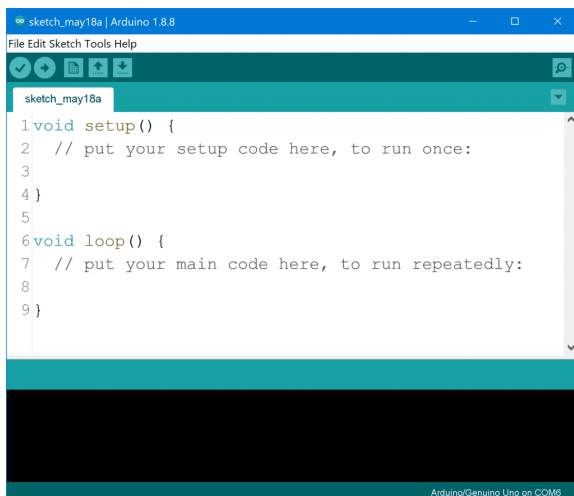 sketch_may18a | Arduino 1.8.8
File Edit Sketch Tools Help
sketch_may18a
1 void setup() {
2   // put your setup code here, to run once:
3
4 }
5
6 void loop() {
7   // put your main code here, to run repeatedly:
8
9 }
Arduino/Genuino Uno on COM6